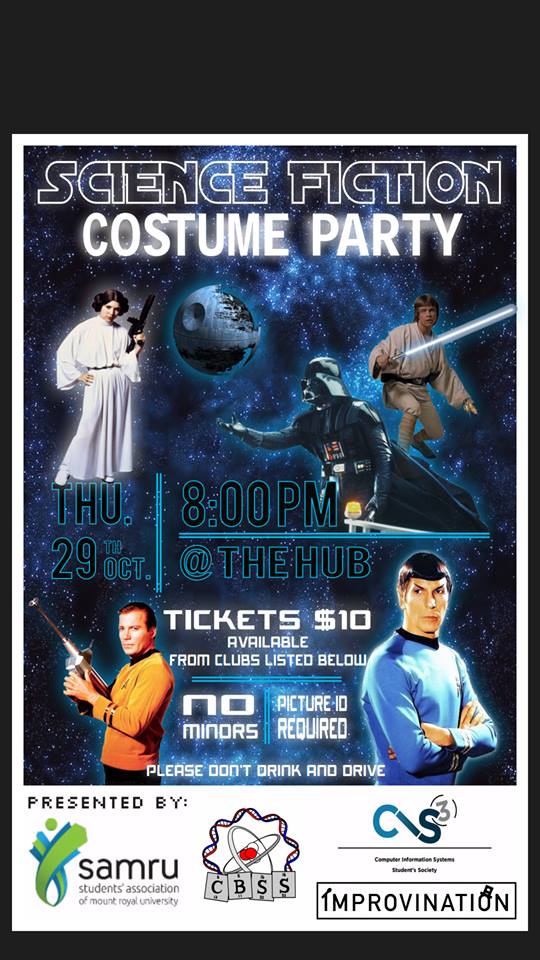 SCIENCE FICTION
COSTUME PARTY
THU.
29TH OCT.
8:00 PM
@ THE HUB
TICKETS $10
AVAILABLE
FROM CLUBS LISTED BELOW
NO
MINORS
PICTURE ID
REQUIRED
PLEASE DON'T DRINK AND DRIVE
PRESENTED BY:
samru
students' association
of mount royal university
CBSS
CIS3
Computer Information Systems
Student's Society
IMPROVINATION